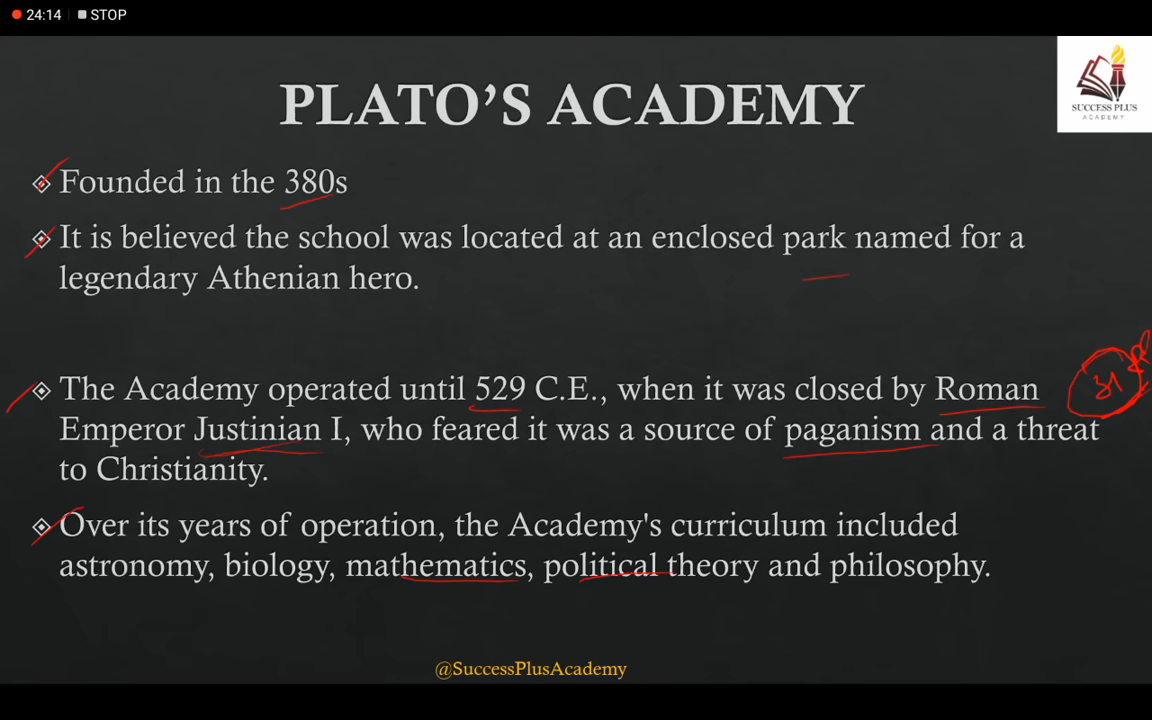 24:14 STOP
PLATO’S ACADEMY
SUCCESS PLUS
ACADEMY
Founded in the 380s
It is believed the school was located at an enclosed park named for a
legendary Athenian hero.
The Academy operated until 529 C.E., when it was closed by Roman
Emperor Justinian I, who feared it was a source of paganism and a threat
to Christianity.
Over its years of operation, the Academy's curriculum included
astronomy, biology, mathematics, political theory and philosophy.
@SuccessPlusAcademy